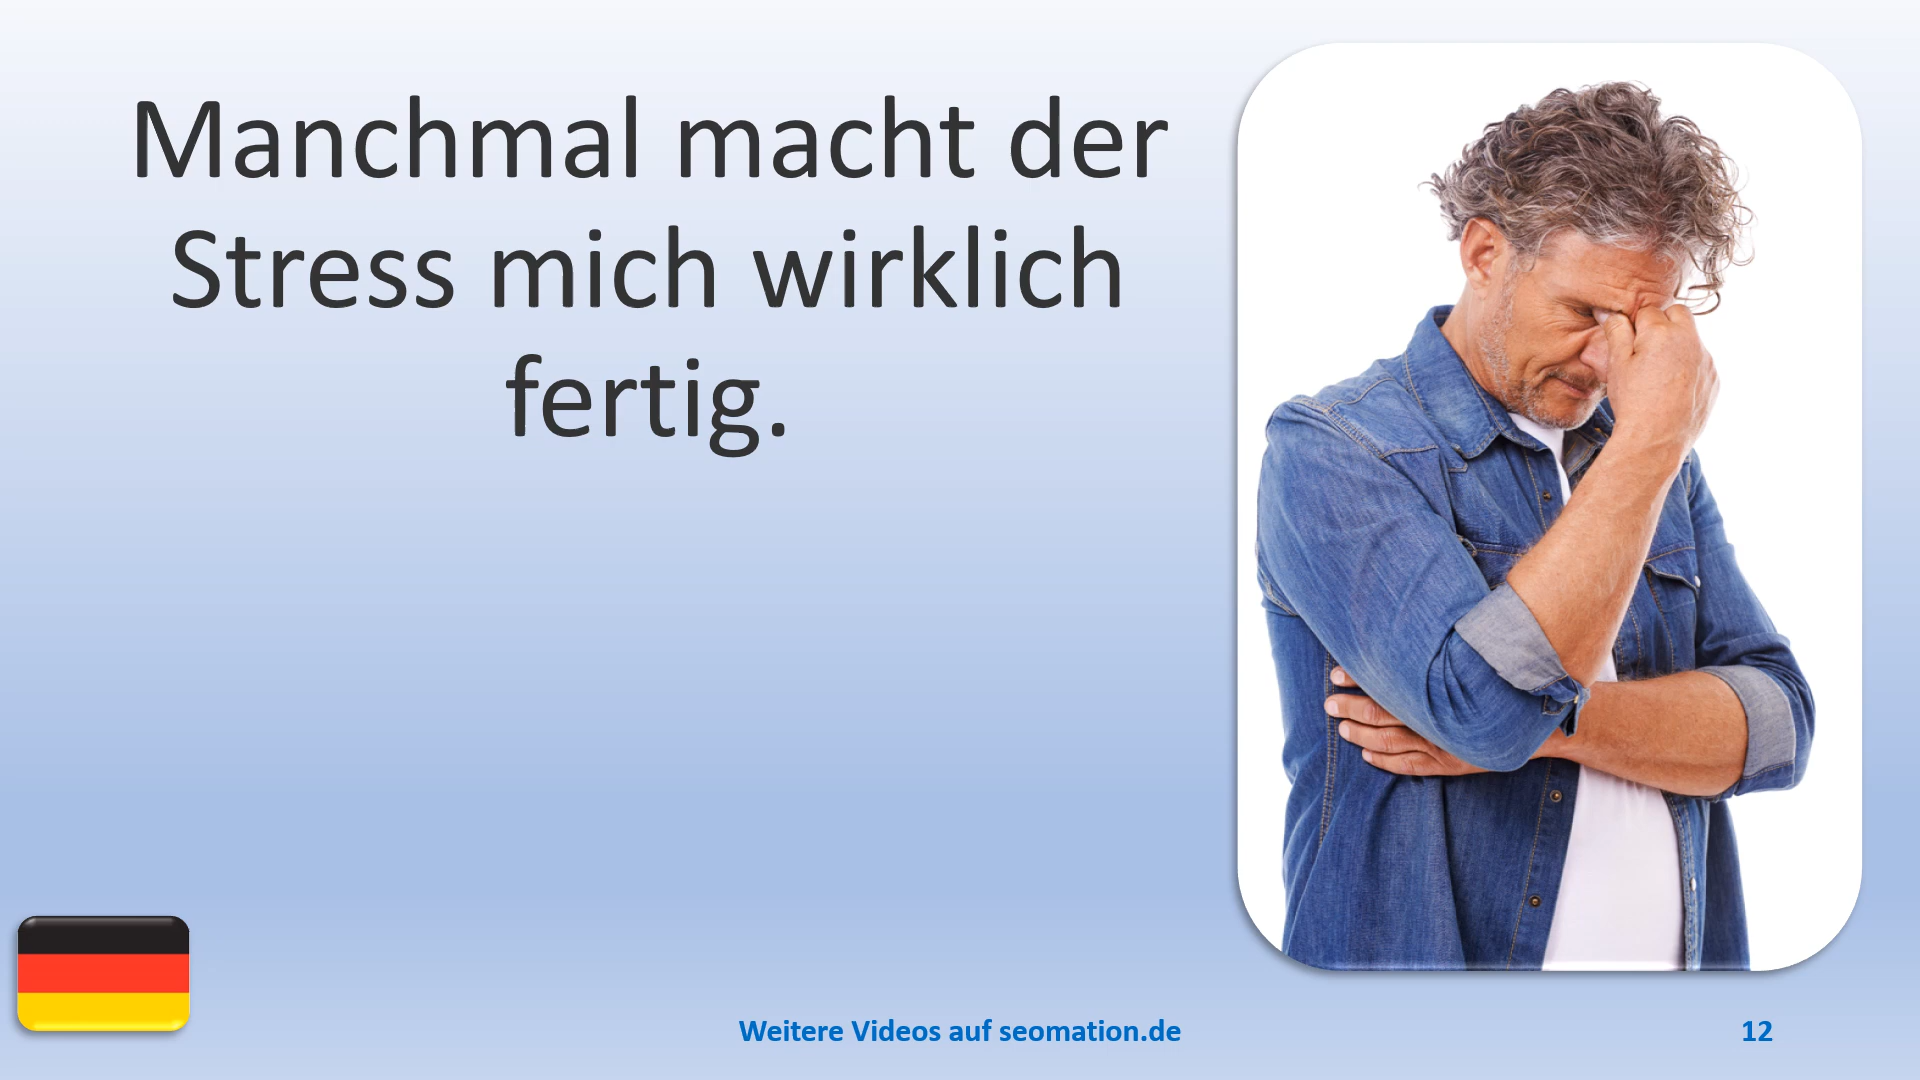 Manchmal macht der
Stress mich wirklich
fertig.
Weitere Videos auf seomation.de
12